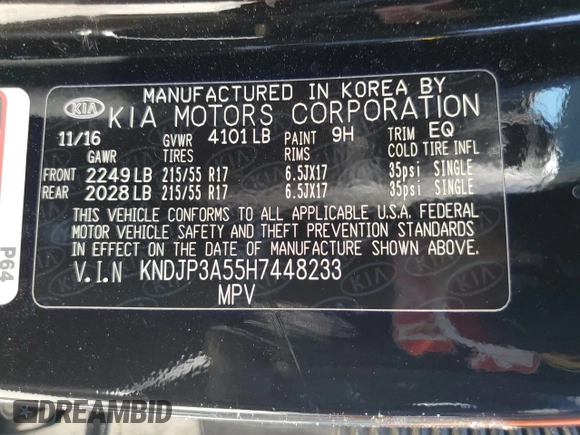 MANUFACTURED IN KOREA BY
KIA KIA MOTORS CORPORATION
11/16 GVWR 4101LB PAINT 9H TRIM EQ
GAWR TIRES RIMS COLD TIRE INFL
FRONT 2249LB 215/55 R17 6.5JX17 35psi SINGLE
REAR 2028LB 215/55 R17 6.5JX17 35psi SINGLE
THIS VEHICLE CONFORMS TO ALL APPLICABLE U.S.A. FEDERAL
MOTOR VEHICLE SAFETY AND THEFT PREVENTION STANDARDS
IN EFFECT ON THE DATE OF MANUFACTURE SHOWN ABOVE.
V.I.N KNDJP3A55H7448233
MPV
P64
DREAMBID